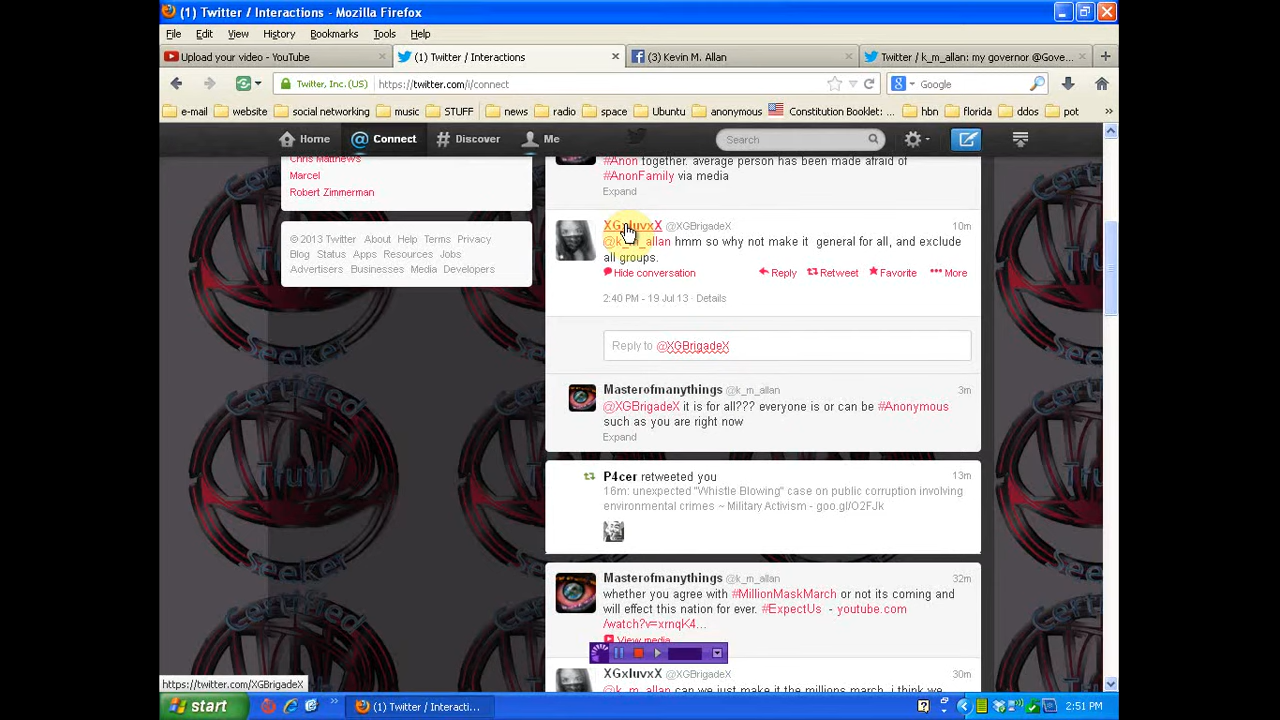 (1) Twitter / Interactions - Mozilla Firefox
File Edit View History Bookmarks Tools Help
Upload your video - YouTube
(1) Twitter / Interactions
(3) Kevin M. Allan
Twitter / k_m_allan: my governor @Gove...
Twitter, Inc. (US)
https://twitter.com/i/connect
Google
e-mail website social networking music STUFF news radio space Ubuntu anonymous Constitution Booklet:... hbn florida ddos pot
Home @ Connect # Discover Me
Search
Chris Matthews
Marcel
Robert Zimmerman
© 2013 Twitter About Help Terms Privacy
Blog Status Apps Resources Jobs
Advertisers Businesses Media Developers
#Anon together. average person has been made afraid of
#AnonFamily via media
Expand
XGxluvxX @XGBrigadeX 10m
@k_m_allan hmm so why not make it general for all, and exclude
all groups.
Hide conversation Reply Retweet Favorite More
2:40 PM - 19 Jul 13 · Details
Reply to @XGBrigadeX
Masterofmanythings @k_m_allan 3m
@XGBrigadeX it is for all??? everyone is or can be #Anonymous
such as you are right now
Expand
P4cer retweeted you 13m
16m: unexpected "Whistle Blowing" case on public corruption involving
environmental crimes ~ Military Activism - goo.gl/O2FJk
Masterofmanythings @k_m_allan 32m
whether you agree with #MillionMaskMarch or not its coming and
will effect this nation for ever. #ExpectUs - youtube.com
/watch?v=xrnqK4...
View media
XGxluvxX @XGBrigadeX 30m
@k_m_allan can we just make it the millions march, i think we
Certified
Truth
Seeker
https://twitter.com/XGBrigadeX
start
(1) Twitter / Interacti...
2:51 PM